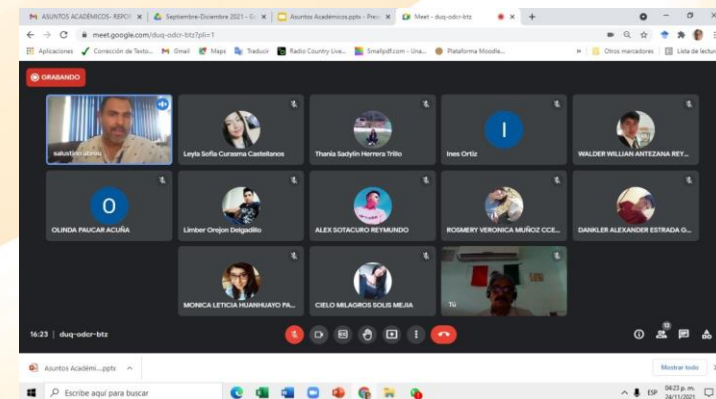 ASUNTOS ACADÉMICOS- REPOS
Septiembre-Diciembre 2021 - G
Asuntos Académicos.pptx - Pres
Meet - duq-odcr-btz
meet.google.com/duq-odcr-btz?pli=1
Aplicaciones
Corrección de Texto...
Gmail
Maps
Traducir
Radio Country Live...
Smallpdf.com - Una...
Plataforma Moodle...
Otros marcadores
Lista de lectura
GRABANDO
salustino abreu
Leyla Sofia Curasma Castellanos
Thania Sadylin Herrera Trillo
I
Ines Ortiz
WALDER WILLIAN ANTEZANA REY...
O
OLINDA PAUCAR ACUÑA
Limber Orejon Delgadillo
ALEX SOTACURO REYMUNDO
ROSMERY VERONICA MUÑOZ CCE...
DANKLER ALEXANDER ESTRADA G...
MONICA LETICIA HUANHUAYO PA...
CIELO MILAGROS SOLIS MEJIA
Tú
16:23 | duq-odcr-btz
Asuntos Académi....pptx
Mostrar todo
Escribe aquí para buscar
ESP
04:23 p. m.
24/11/2021